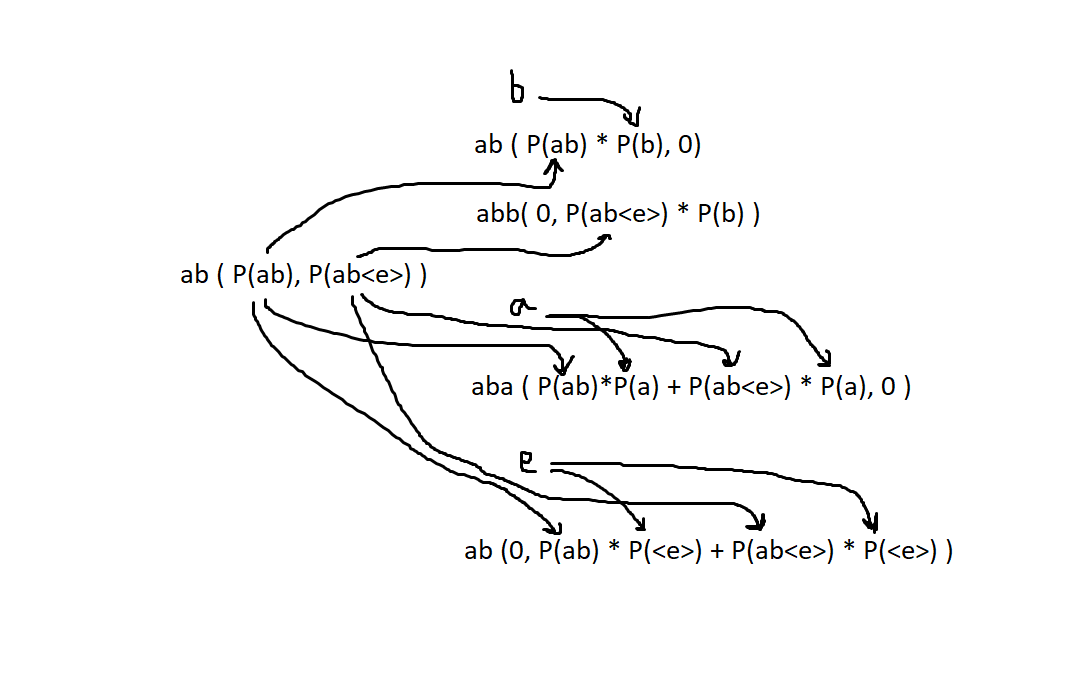 b
ab ( P(ab) * P(b), 0)
abb( 0, P(ab<e>) * P(b) )
ab ( P(ab), P(ab<e>) )
a
aba ( P(ab)*P(a) + P(ab<e>) * P(a), 0 )
e
ab (0, P(ab) * P(<e>) + P(ab<e>) * P(<e>) )